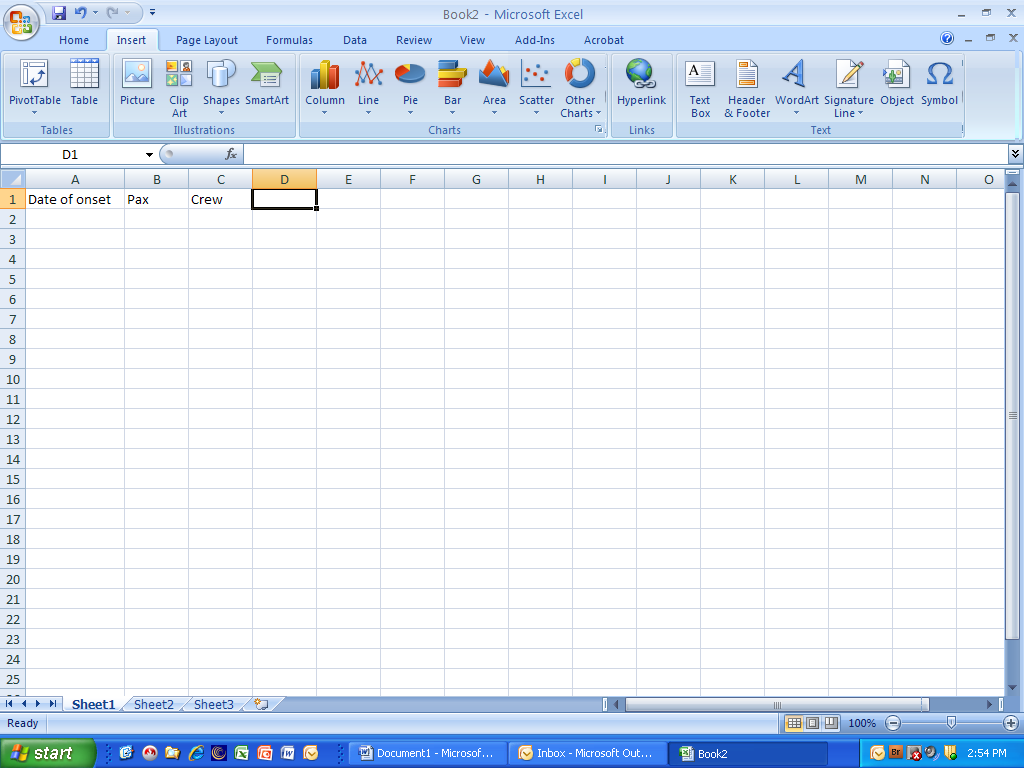 Book2 - Microsoft Excel
Home Insert Page Layout Formulas Data Review View Add-Ins Acrobat
PivotTable Table Picture Clip Art Shapes SmartArt Column Line Pie Bar Area Scatter Other Charts Hyperlink Text Box Header & Footer WordArt Signature Line Object Symbol
Tables Illustrations Charts Links Text
D1 fx
A B C D E F G H I J K L M N O
1 Date of onset Pax Crew
2
3
4
5
6
7
8
9
10
11
12
13
14
15
16
17
18
19
20
21
22
23
24
25
Sheet1 Sheet2 Sheet3
Ready 100%
start Document1 - Microsof... Inbox - Microsoft Out... Book2 Br 2:54 PM